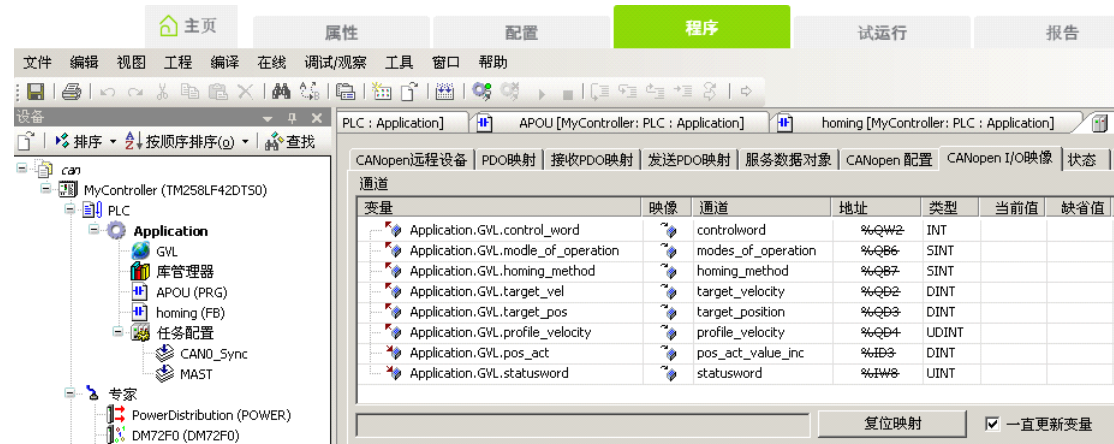 主页 属性 配置 程序 试运行 报告
文件 编辑 视图 工程 编译 在线 调试/观察 工具 窗口 帮助
设备
排序 按顺序排序(o) 查找
PLC : Application] APOU [MyController: PLC : Application] homing [MyController: PLC : Application]
CANopen远程设备 PDO映射 接收PDO映射 发送PDO映射 服务数据对象 CANopen 配置 CANopen I/O映像 状态
can
MyController (TM258LF42DTS0)
PLC
Application
GVL
库管理器
APOU (PRG)
homing (FB)
任务配置
CAN0_Sync
MAST
专家
PowerDistribution (POWER)
DM72F0 (DM72F0)
通道
变量 映像 通道 地址 类型 当前值 缺省值
Application.GVL.control_word controlword %QW2 INT
Application.GVL.modle_of_operation modes_of_operation %QB6 SINT
Application.GVL.homing_method homing_method %QB7 SINT
Application.GVL.target_vel target_velocity %QD2 DINT
Application.GVL.target_pos target_position %QD3 DINT
Application.GVL.profile_velocity profile_velocity %QD4 UDINT
Application.GVL.pos_act pos_act_value_inc %ID3 DINT
Application.GVL.statusword statusword %IW8 UINT
复位映射 一直更新变量